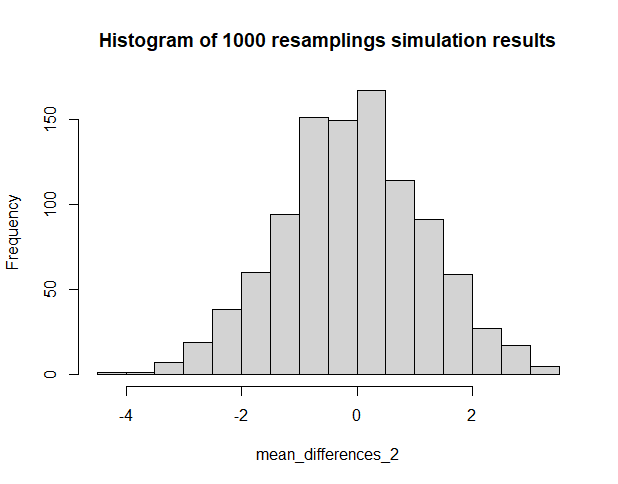 Histogram of 1000 resamplings simulation results
Frequency
150
100
50
0
-4 -2 0 2
mean_differences_2